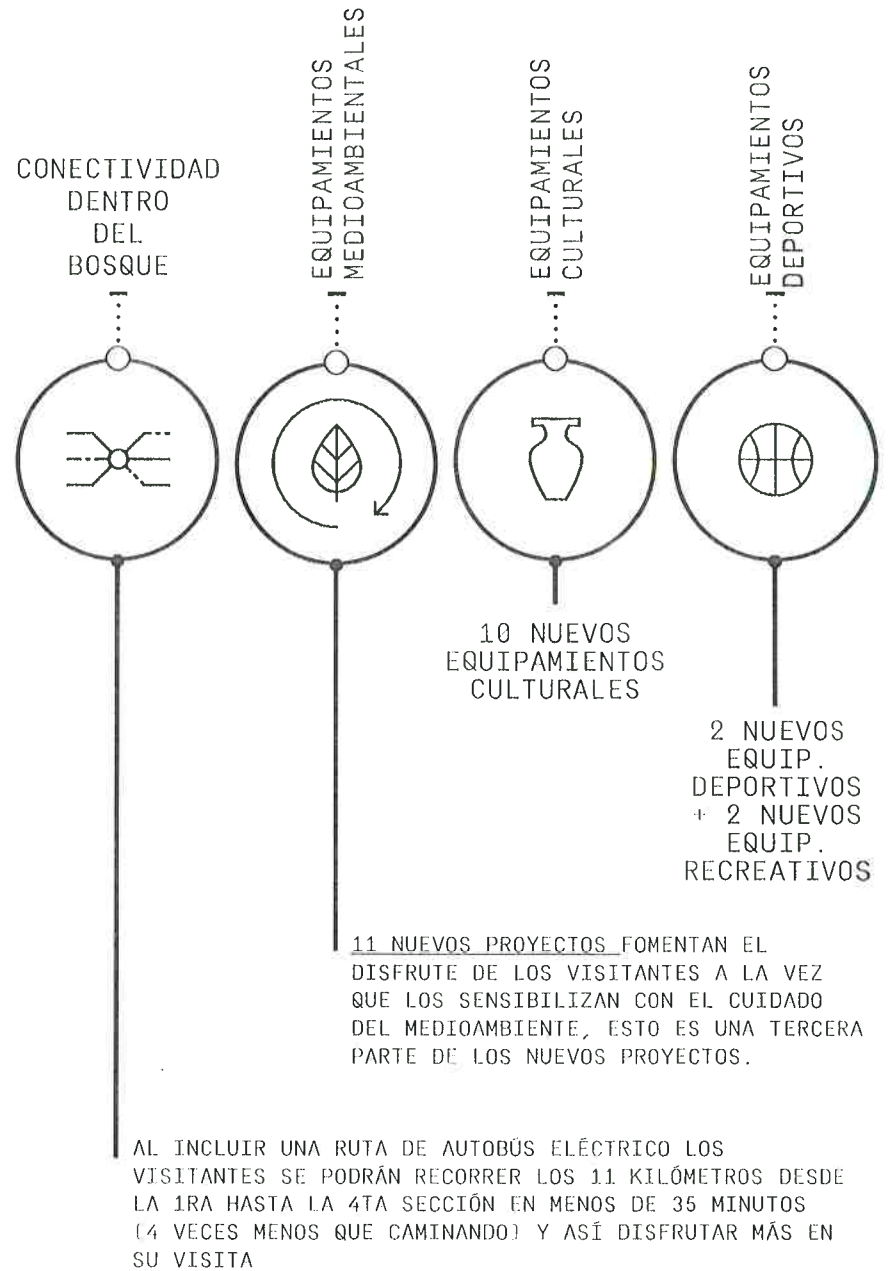 CONECTIVIDAD
DENTRO
DEL
BOSQUE
EQUIPAMIENTOS
MEDIOAMBIENTALES
EQUIPAMIENTOS
CULTURALES
EQUIPAMIENTOS
DEPORTIVOS
10 NUEVOS
EQUIPAMIENTOS
CULTURALES
2 NUEVOS
EQUIP.
DEPORTIVOS
+ 2 NUEVOS
EQUIP.
RECREATIVOS
11 NUEVOS PROYECTOS FOMENTAN EL
DISFRUTE DE LOS VISITANTES A LA VEZ
QUE LOS SENSIBILIZAN CON EL CUIDADO
DEL MEDIOAMBIENTE, ESTO ES UNA TERCERA
PARTE DE LOS NUEVOS PROYECTOS.
AL INCLUIR UNA RUTA DE AUTOBÚS ELÉCTRICO LOS
VISITANTES SE PODRÁN RECORRER LOS 11 KILÓMETROS DESDE
LA 1RA HASTA LA 4TA SECCIÓN EN MENOS DE 35 MINUTOS
(4 VECES MENOS QUE CAMINANDO) Y ASÍ DISFRUTAR MÁS EN
SU VISITA